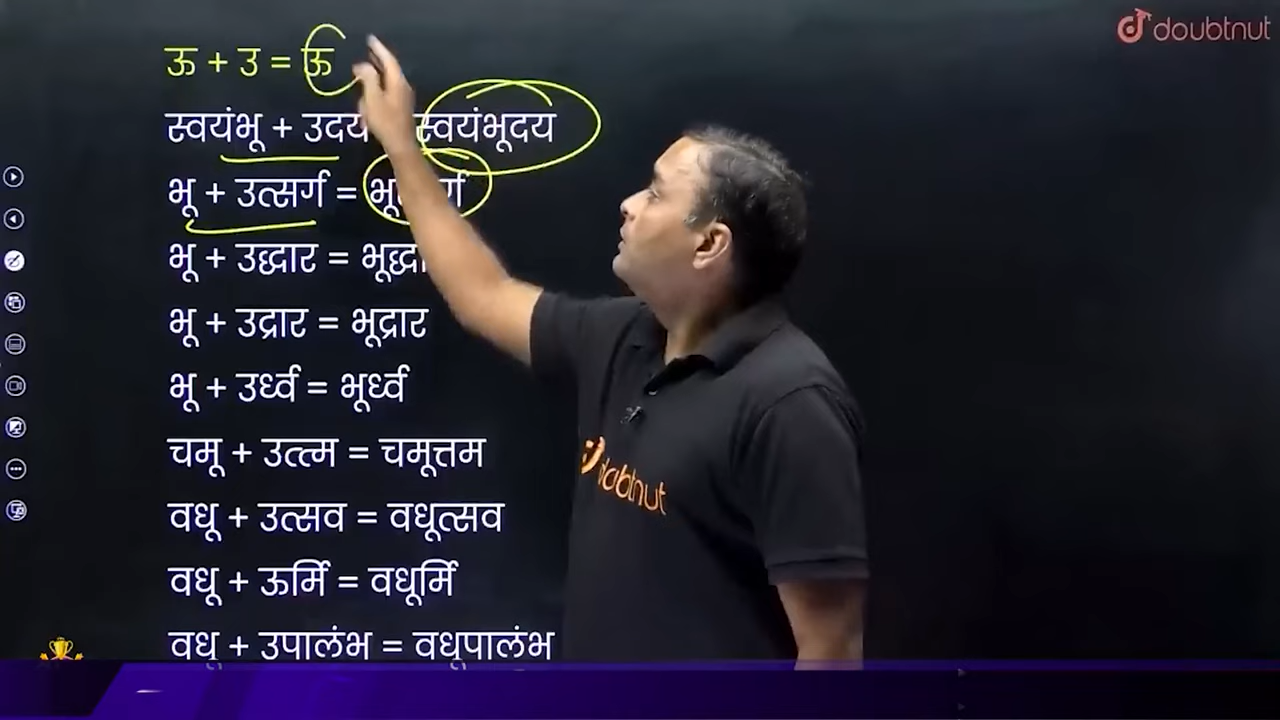 doubtnut
ऊ + उ = ऊ
स्वयंभू + उदय स्वयंभूदय
भू + उत्सर्ग =
भू + उद्धार =
भू + उद्रार = भूद्रार
भू + उर्ध्व = भूर्ध्व
चमू + उत्त्म = चमूत्तम
वधू + उत्सव = वधूत्सव
वधू + ऊर्मि = वधूर्मि
वधू + उपालंभ = वधूपालंभ
doubtnut